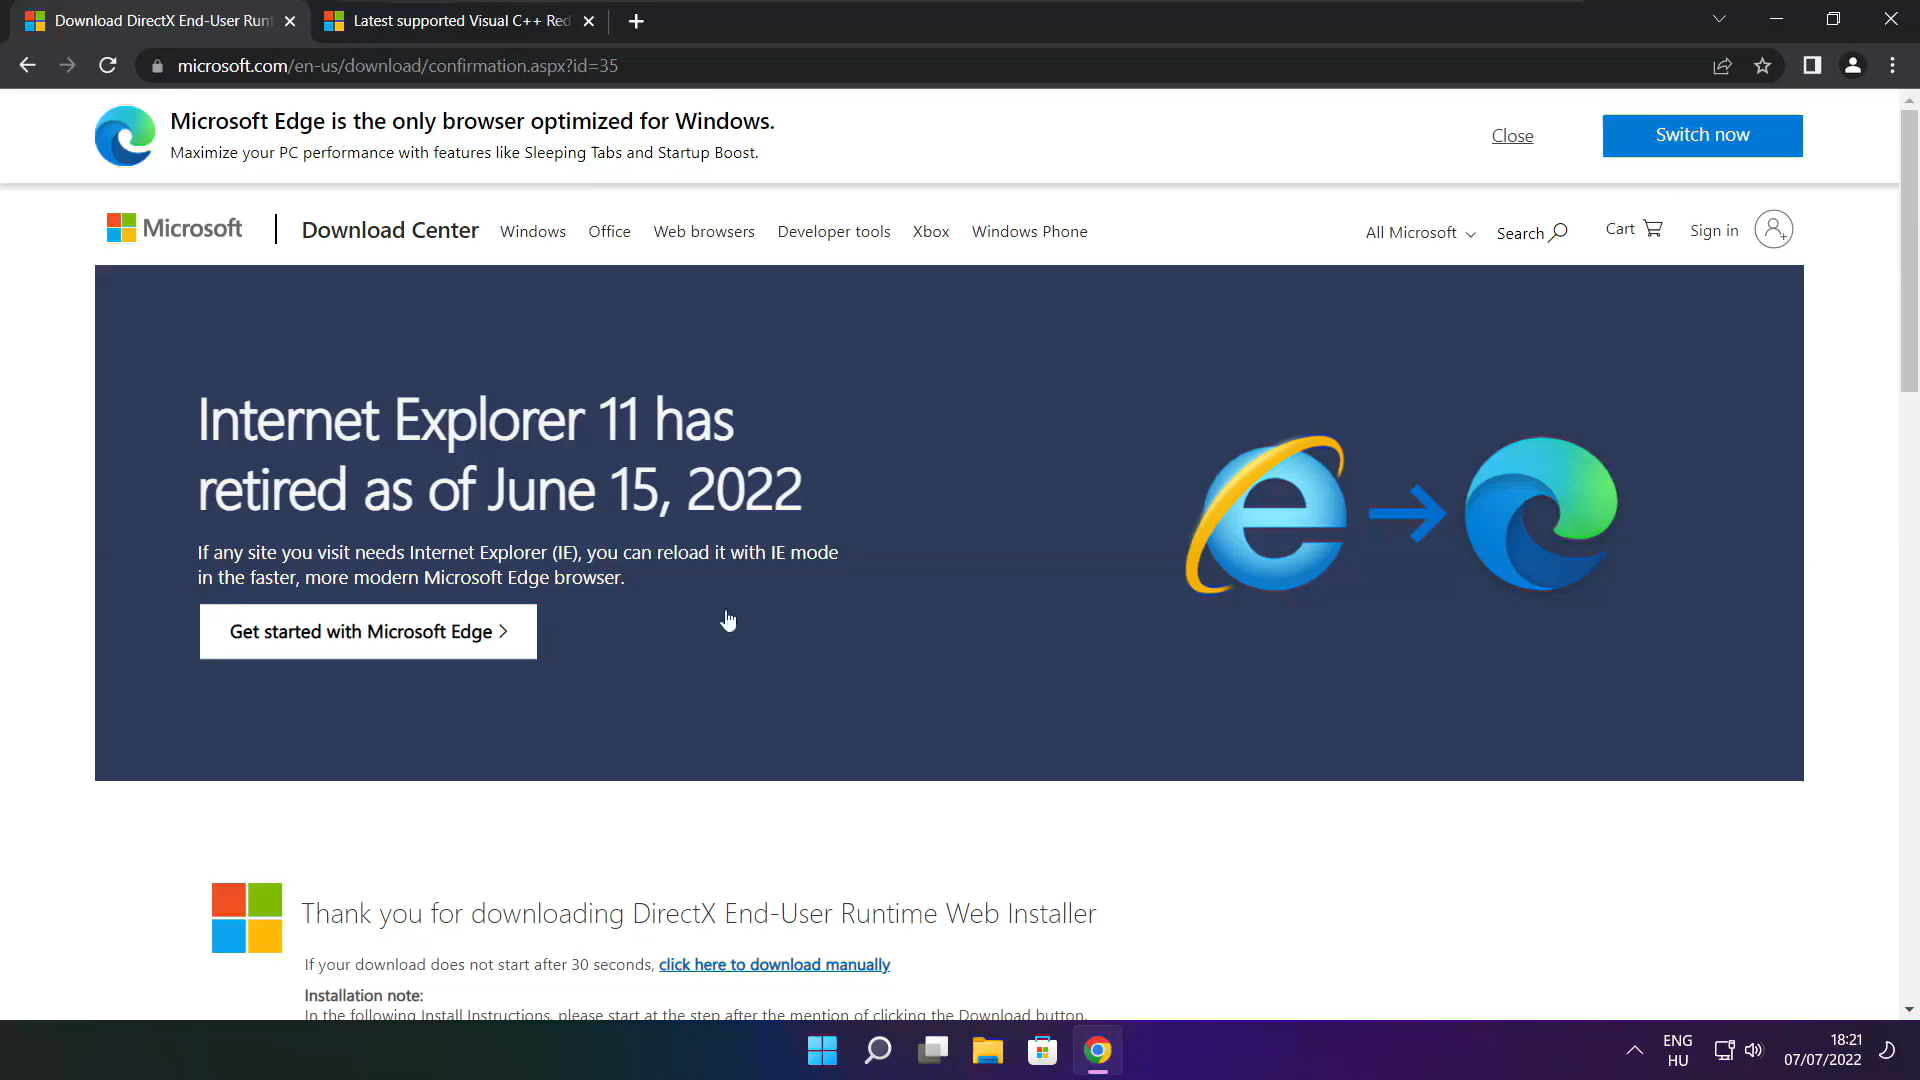 Download DirectX End-User Runt
Latest supported Visual C++ Red
microsoft.com/en-us/download/confirmation.aspx?id=35
Microsoft Edge is the only browser optimized for Windows.
Maximize your PC performance with features like Sleeping Tabs and Startup Boost.
Close
Switch now
Microsoft
Download Center
Windows
Office
Web browsers
Developer tools
Xbox
Windows Phone
All Microsoft
Search
Cart
Sign in
Internet Explorer 11 has
retired as of June 15, 2022
If any site you visit needs Internet Explorer (IE), you can reload it with IE mode
in the faster, more modern Microsoft Edge browser.
Get started with Microsoft Edge >
Thank you for downloading DirectX End-User Runtime Web Installer
If your download does not start after 30 seconds, click here to download manually
Installation note:
In the following Install Instructions, please start at the step after the mention of clicking the Download button.
ENG
HU
18:21
07/07/2022